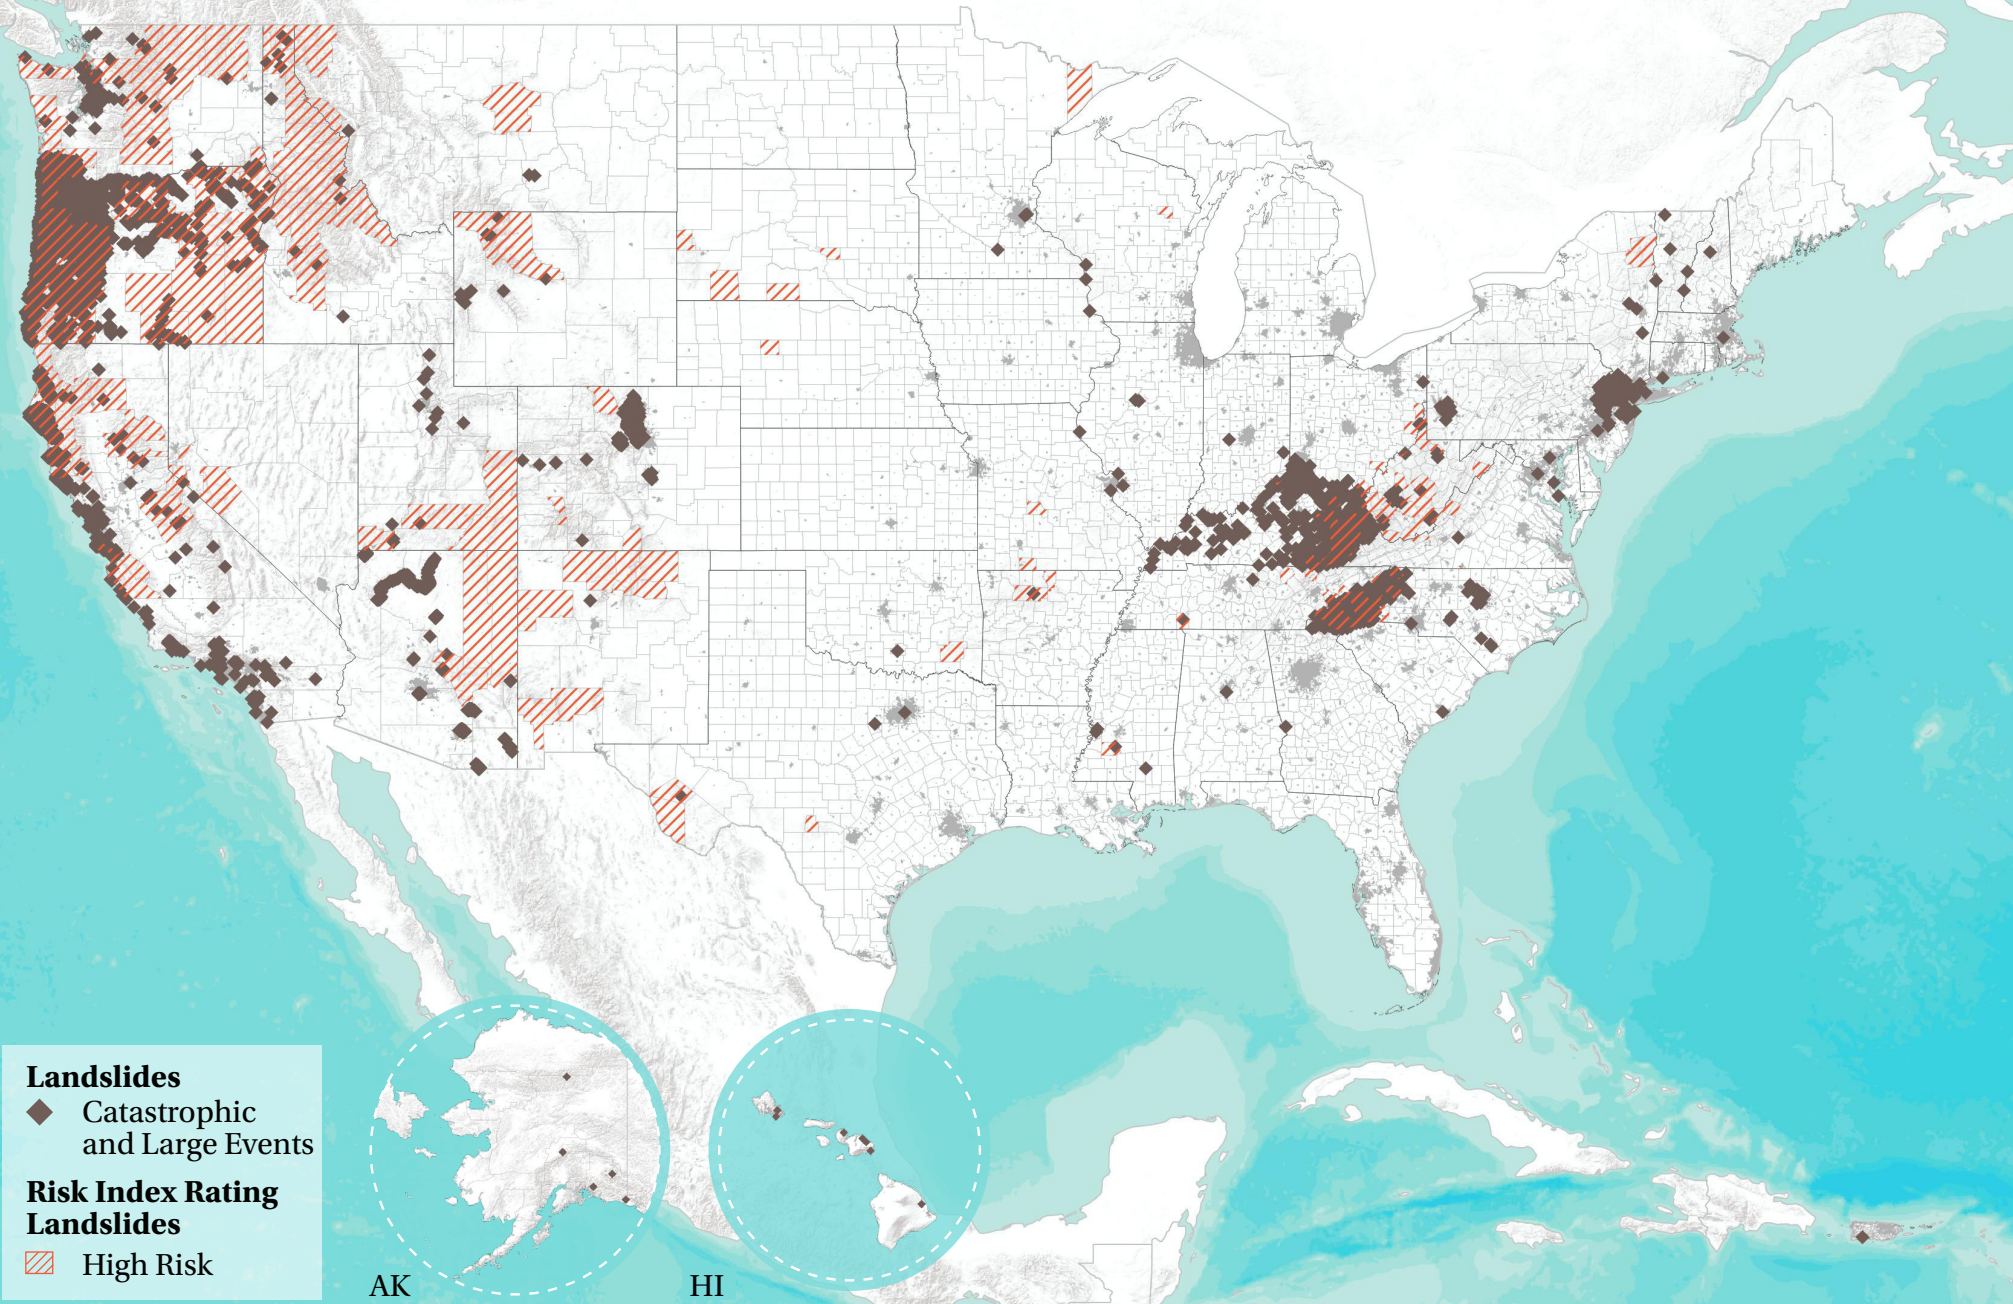 Landslides
Catastrophic
and Large Events
Risk Index Rating
Landslides
High Risk
AK
HI